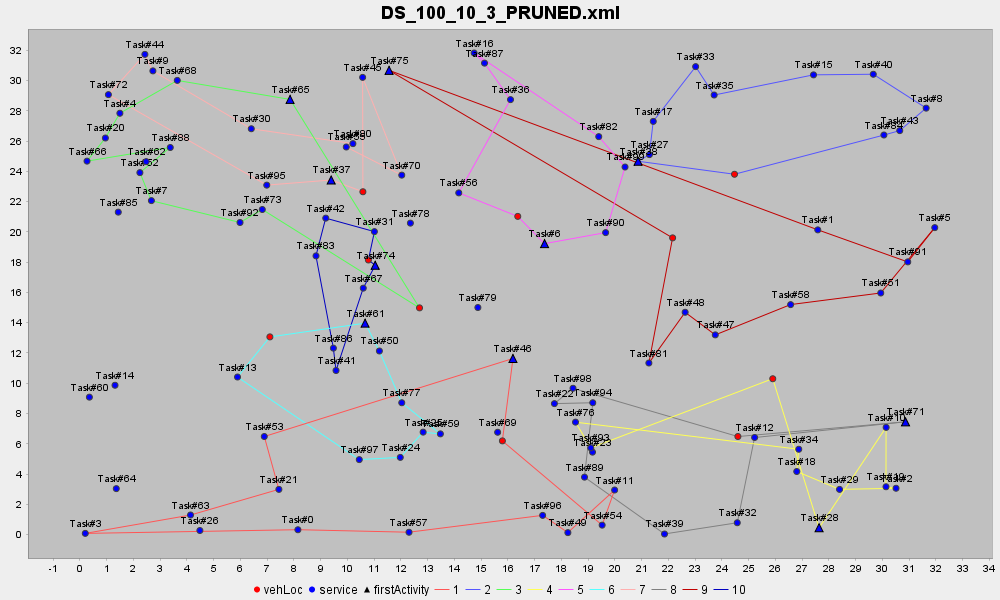 DS_100_10_3_PRUNED.xml
32
30
28
26
24
22
20
18
16
14
12
10
8
6
4
2
0
Task#44
Task#9
Task#68
Task#72
Task#4
Task#20
Task#66
Task#88
Task#62
Task#52
Task#7
Task#85
Task#92
Task#73
Task#95
Task#30
Task#65
Task#37
Task#45
Task#75
Task#80
Task#70
Task#42
Task#31
Task#78
Task#83
Task#74
Task#67
Task#61
Task#86
Task#41
Task#50
Task#79
Task#16
Task#87
Task#36
Task#82
Task#56
Task#6
Task#90
Task#33
Task#35
Task#17
Task#27
Task#15
Task#40
Task#8
Task#43
Task#1
Task#5
Task#91
Task#51
Task#58
Task#48
Task#47
Task#81
Task#46
Task#13
Task#14
Task#60
Task#77
Task#59
Task#53
Task#97
Task#24
Task#21
Task#64
Task#63
Task#3
Task#26
Task#0
Task#57
Task#69
Task#98
Task#22
Task#94
Task#76
Task#93
Task#23
Task#89
Task#11
Task#96
Task#49
Task#54
Task#39
Task#32
Task#12
Task#34
Task#18
Task#29
Task#28
Task#10
Task#71
Task#19
Task#2
-1 0 1 2 3 4 5 6 7 8 9 10 11 12 13 14 15 16 17 18 19 20 21 22 23 24 25 26 27 28 29 30 31 32 33 34
vehLoc service firstActivity 1 2 3 4 5 6 7 8 9 10